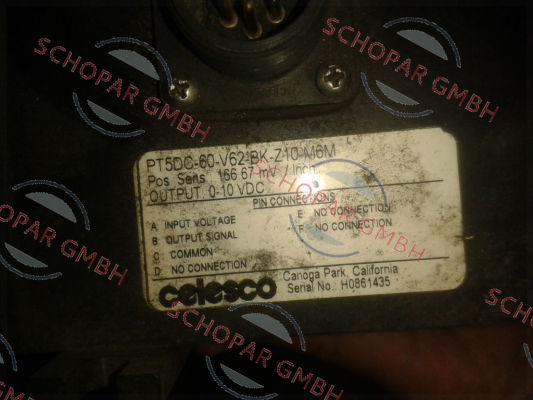 PT5DC-60-V62-BK-Z10-M6M
Pos Sens 166.67 mV / Inch
OUTPUT 0-10 VDC
PIN CONNECTIONS
A INPUT VOLTAGE
B OUTPUT SIGNAL
C COMMON
D NO CONNECTION
E NO CONNECTION
F NO CONNECTION
celesco
Canoga Park, California
Serial No.: H0861435
SCHOPAR GMBH
SCHOPAR GMBH
SCHOPAR GMBH
SCHOPAR GMBH
SCHOPAR GMBH
SCHOPAR GMBH